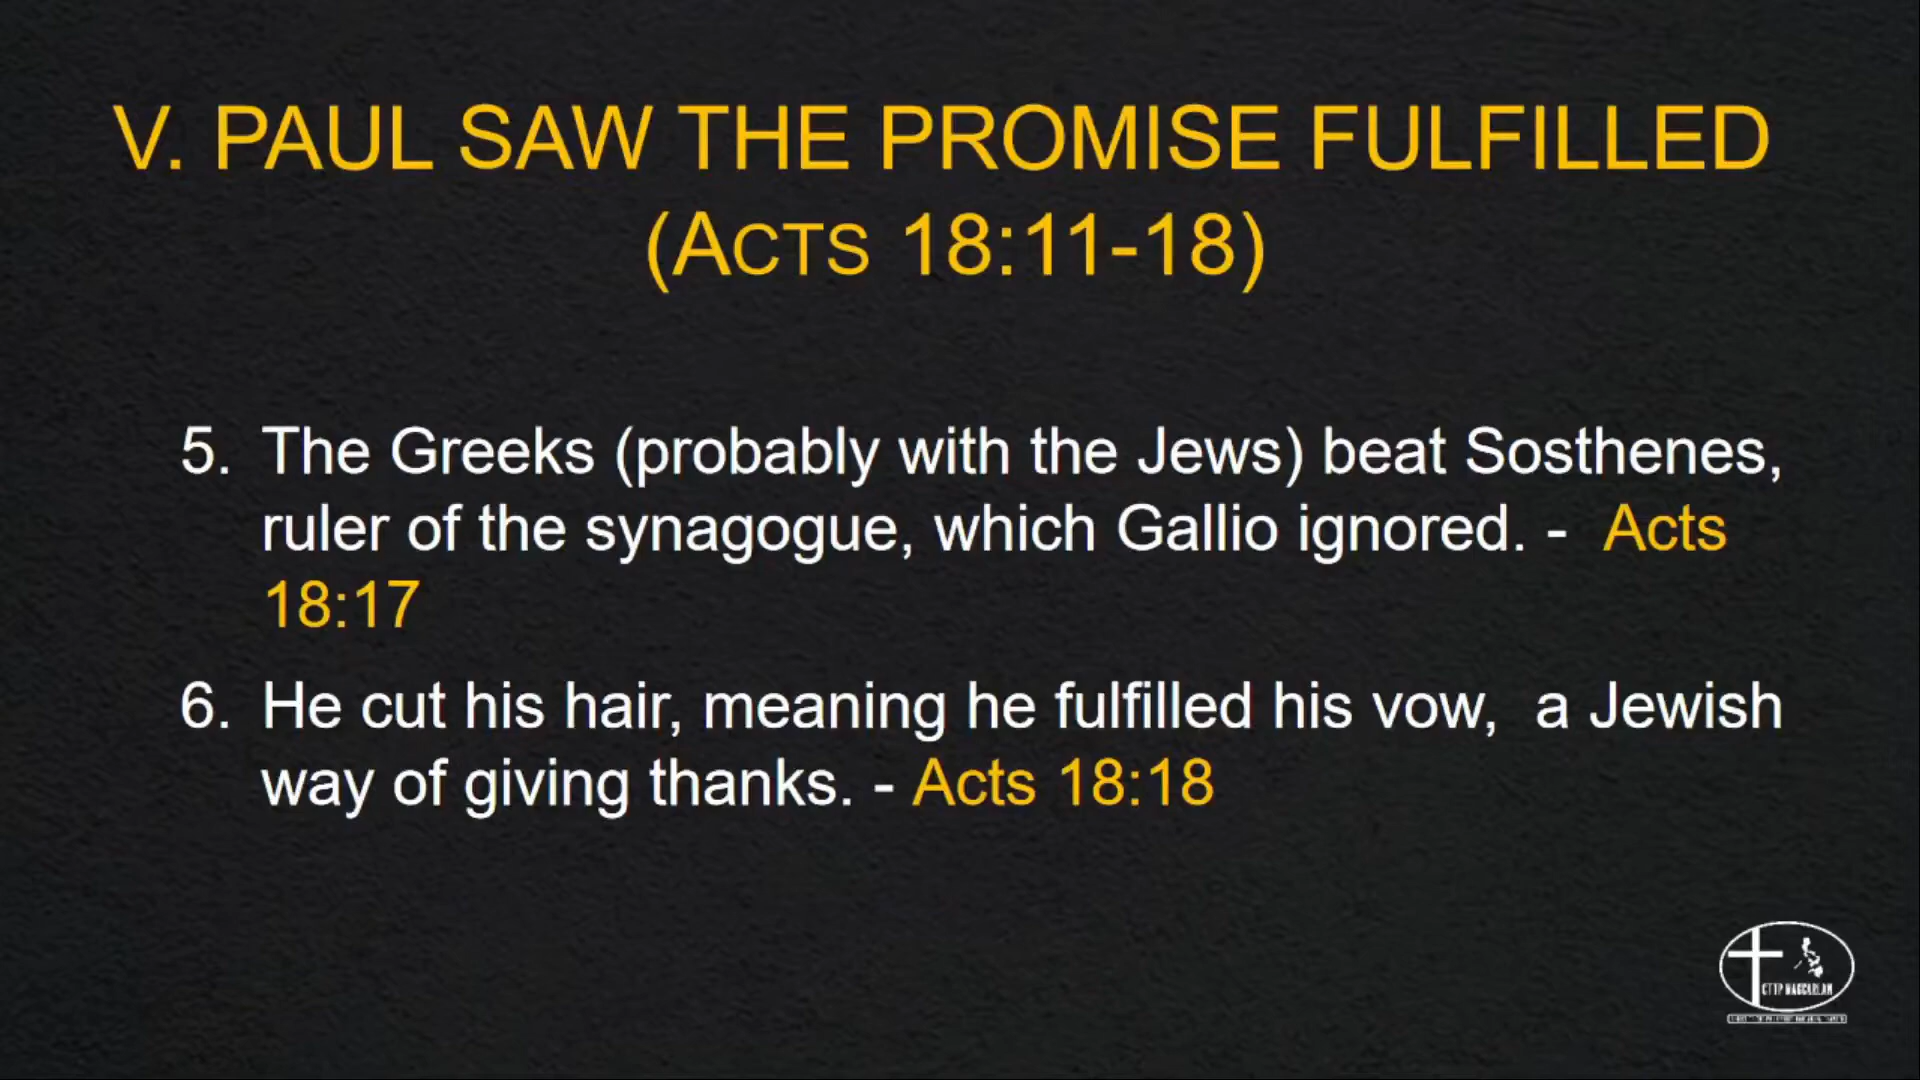 V. PAUL SAW THE PROMISE FULFILLED
(ACTS 18:11-18)
5. The Greeks (probably with the Jews) beat Sosthenes,
ruler of the synagogue, which Gallio ignored. - Acts
18:17
6. He cut his hair, meaning he fulfilled his vow, a Jewish
way of giving thanks. - Acts 18:18
CTTP NAGCARLAN